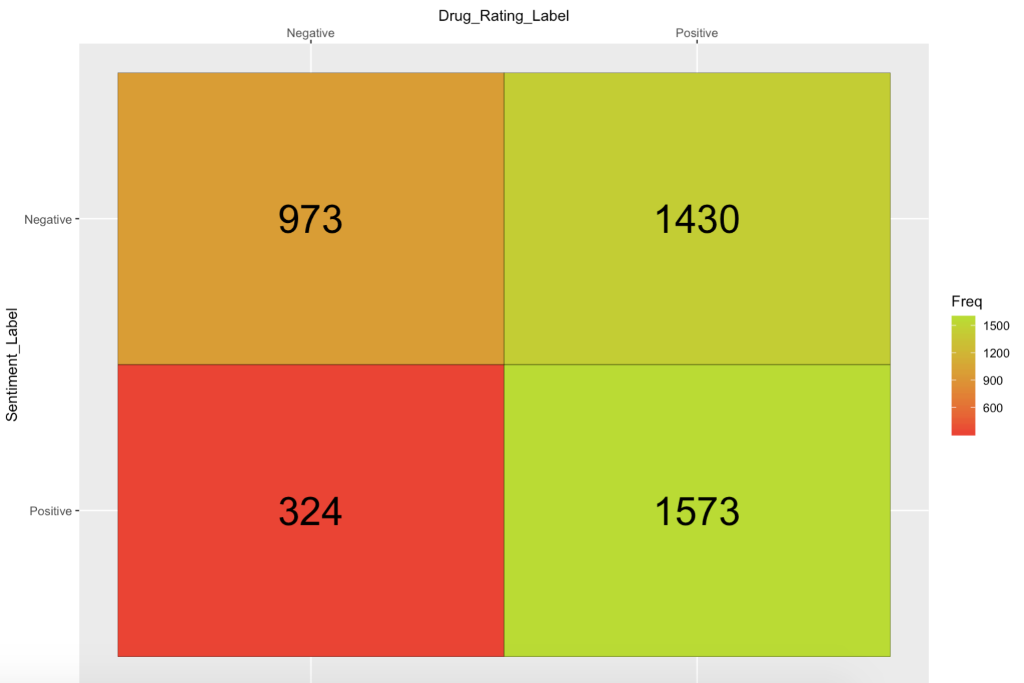 Drug_Rating_Label
Negative Positive
Negative
973 1430
Sentiment_Label
Positive
324 1573
Freq
1500
1200
900
600